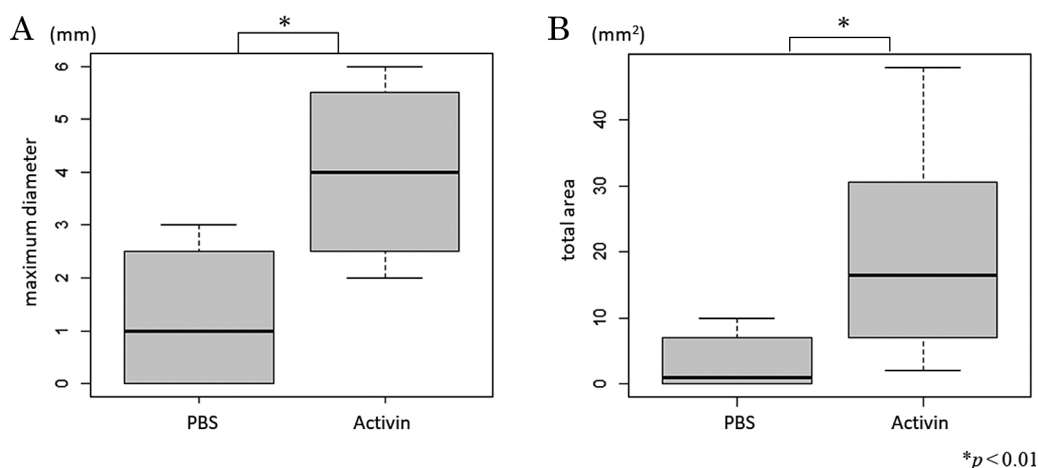 A (mm)
*
6
5
4
3
2
1
0
maximum diameter
PBS Activin
B (mm²)
*
40
30
20
10
0
total area
PBS Activin
*p<0.01